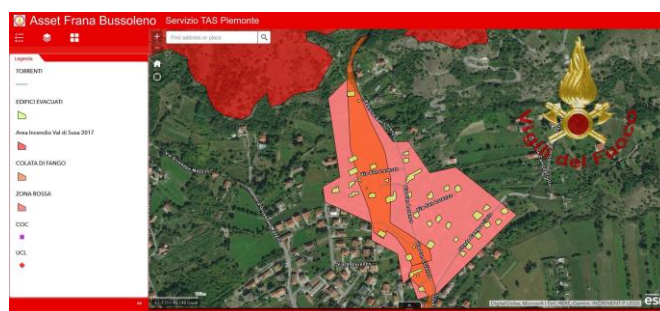 Asset Frana Bussoleno Servizio TAS Piemonte
Find address or place
Legenda
TORRENTI
EDIFICI EVACUATI
Area Incendio Val di Susa 2017
COLATA DI FANGO
ZONA ROSSA
COC
UCL
Vigili del Fuoco
esri